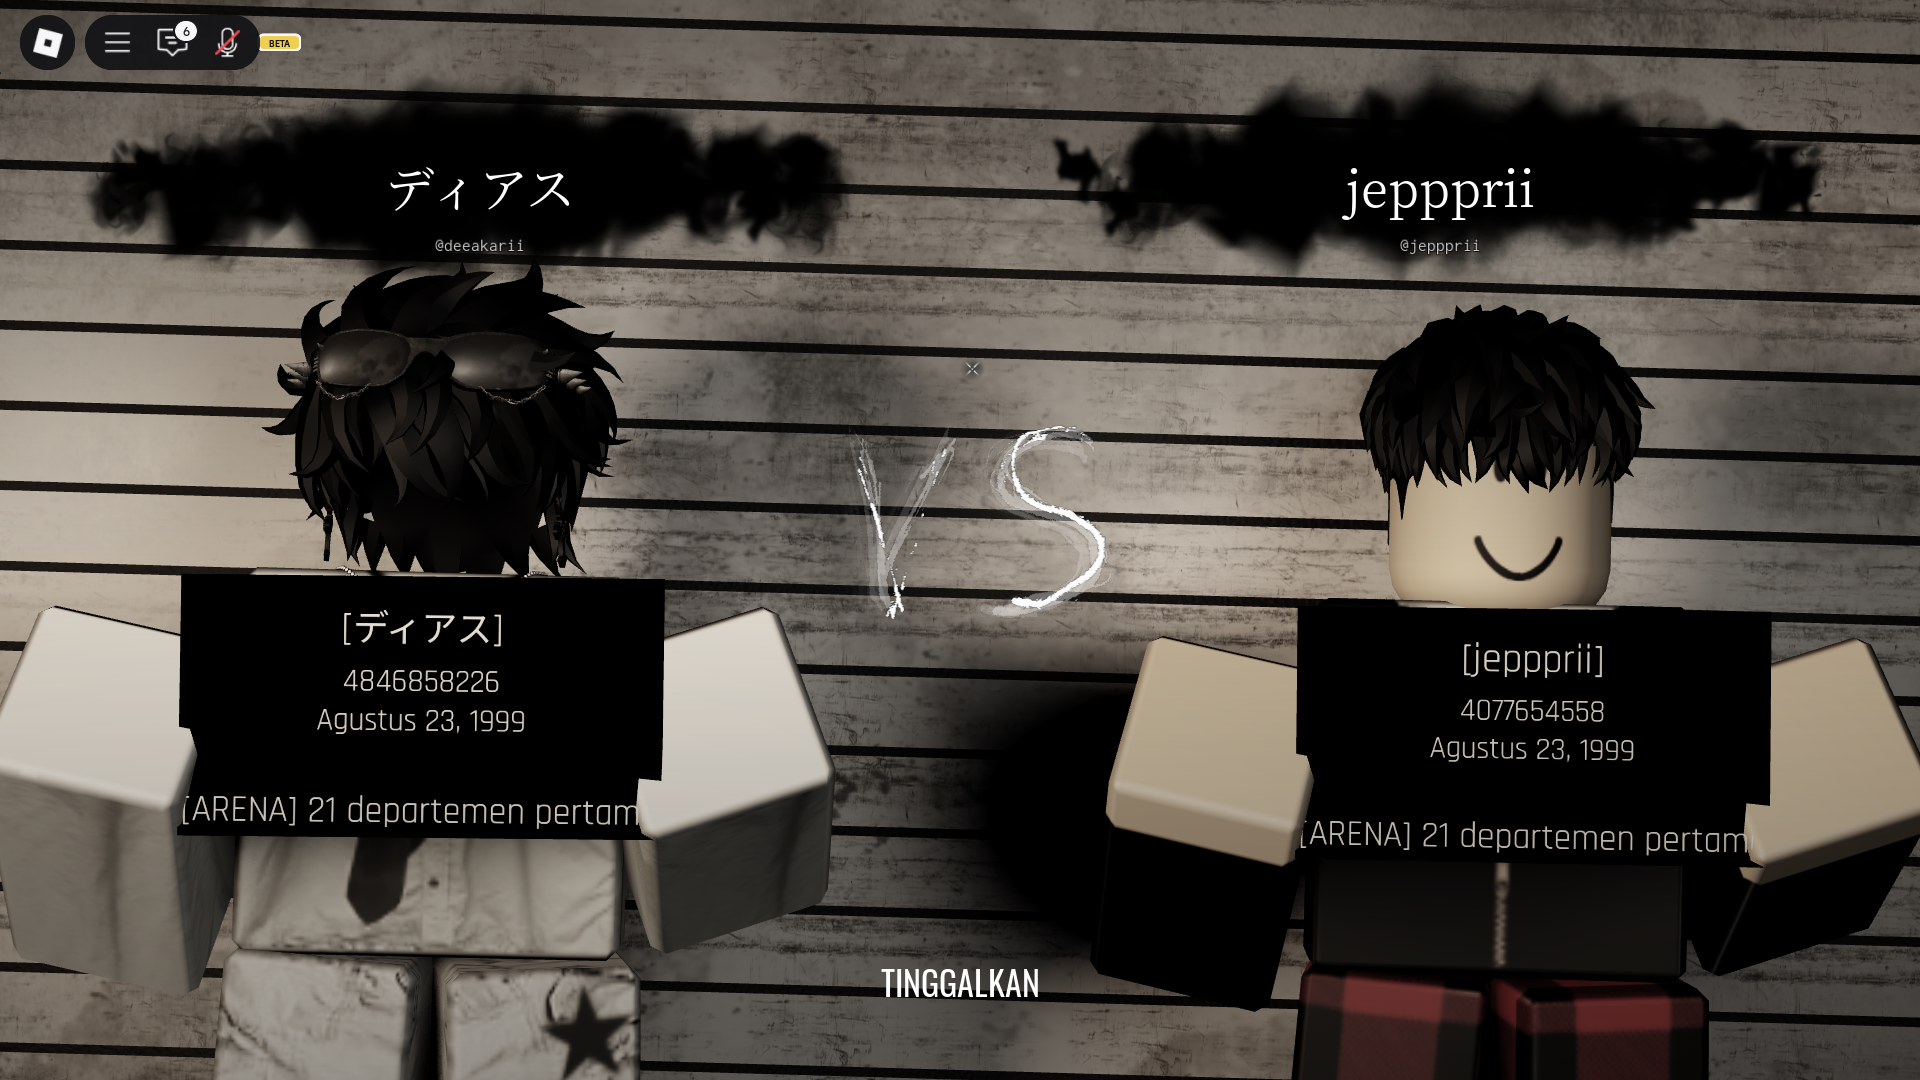 6
BETA
ディアス
@deeakarii
jeppprii
@jeppprii
VS
[ディアス]
4846858226
Agustus 23, 1999
[ARENA] 21 departemen pertam
[jeppprii]
4077654558
Agustus 23, 1999
[ARENA] 21 departemen pertam
TINGGALKAN